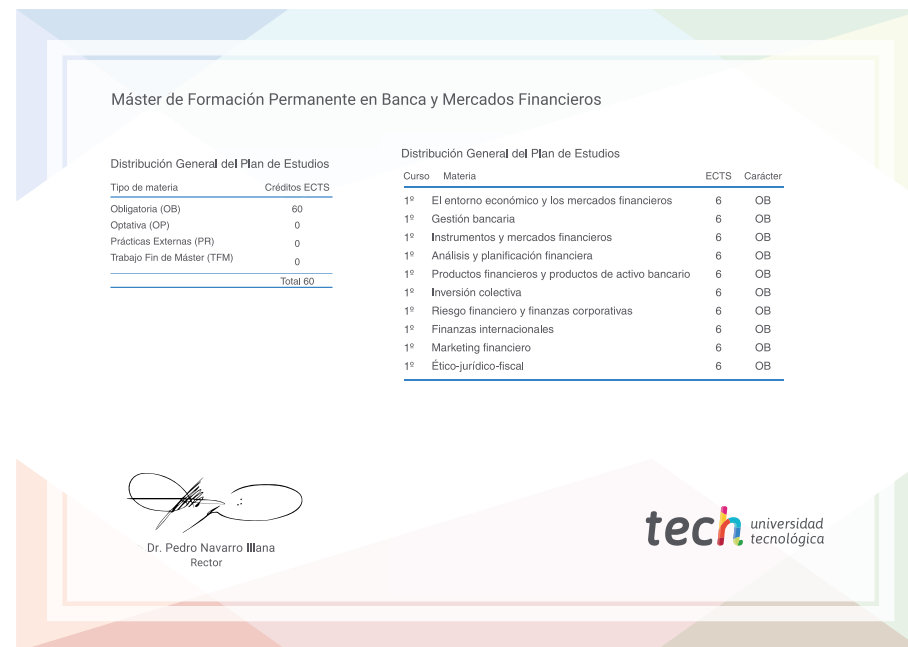 Máster de Formación Permanente en Banca y Mercados Financieros
Distribución General del Plan de Estudios
Tipo de materia Créditos ECTS
Obligatoria (OB) 60
Optativa (OP) 0
Prácticas Externas (PR) 0
Trabajo Fin de Máster (TFM) 0
Total 60
Distribución General del Plan de Estudios
Curso Materia ECTS Carácter
1º El entorno económico y los mercados financieros 6 OB
1º Gestión bancaria 6 OB
1º Instrumentos y mercados financieros 6 OB
1º Análisis y planificación financiera 6 OB
1º Productos financieros y productos de activo bancario 6 OB
1º Inversión colectiva 6 OB
1º Riesgo financiero y finanzas corporativas 6 OB
1º Finanzas internacionales 6 OB
1º Marketing financiero 6 OB
1º Ético-jurídico-fiscal 6 OB
Dr. Pedro Navarro Illana
Rector
tech universidad
tecnológica